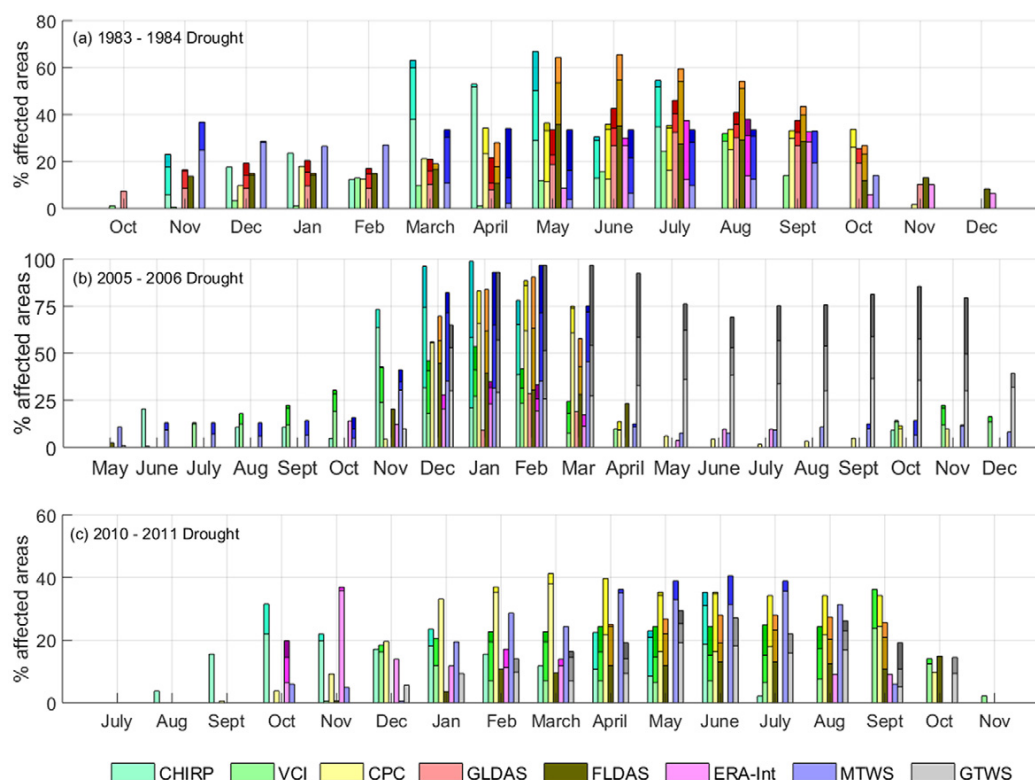 80
(a) 1983 - 1984 Drought
60
40
20
0
% affected areas
Oct Nov Dec Jan Feb March April May June July Aug Sept Oct Nov Dec
100
(b) 2005 - 2006 Drought
75
50
25
0
% affected areas
May June July Aug Sept Oct Nov Dec Jan Feb Mar April May June July Aug Sept Oct Nov Dec
60
(c) 2010 - 2011 Drought
40
20
0
% affected areas
July Aug Sept Oct Nov Dec Jan Feb March April May June July Aug Sept Oct Nov
CHIRP VCI CPC GLDAS FLDAS ERA-Int MTWS GTWS